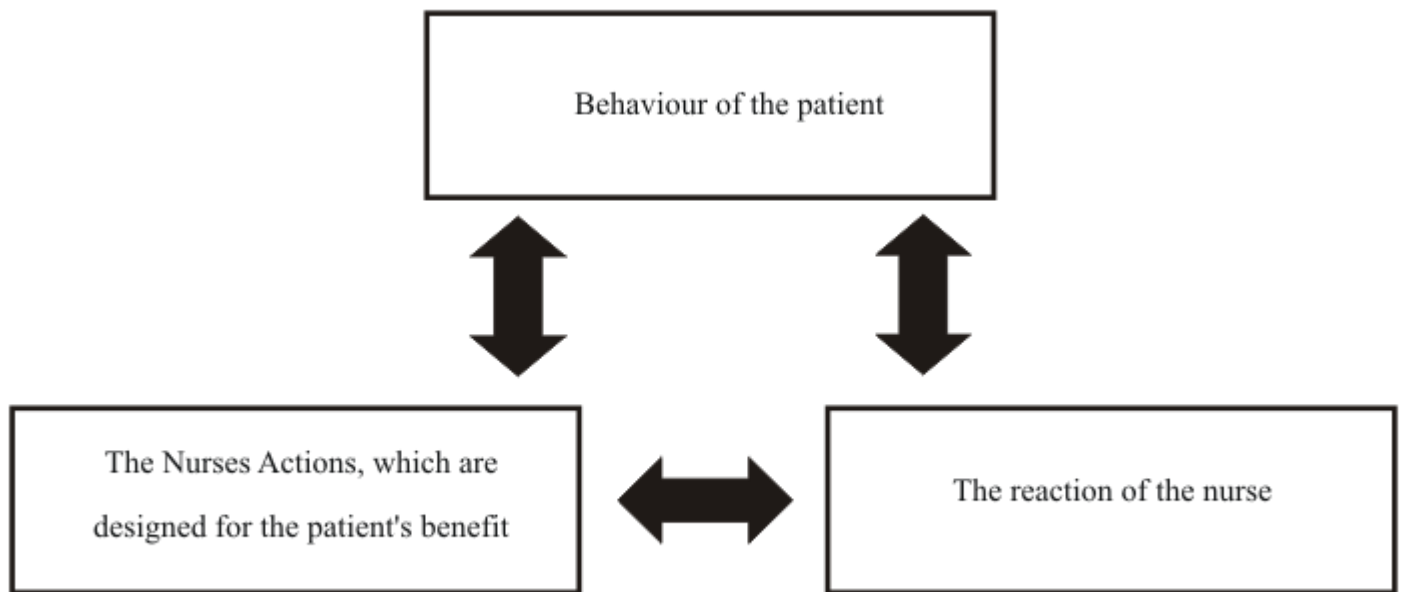 Behaviour of the patient
The Nurses Actions, which are
designed for the patient's benefit
The reaction of the nurse